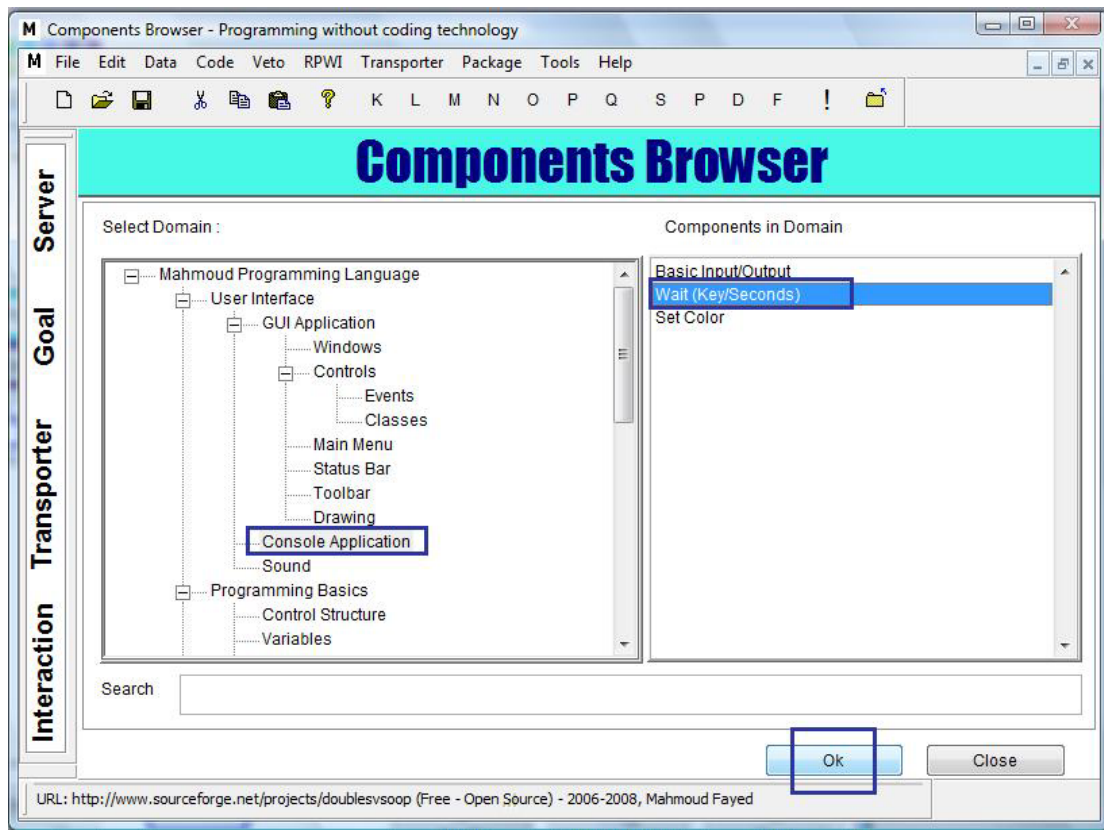 M Components Browser - Programming without coding technology
M File Edit Data Code Veto RPWI Transporter Package Tools Help
K L M N O P Q S P D F !
Components Browser
Server
Goal
Transporter
Interaction
Select Domain :
Mahmoud Programming Language
User Interface
GUI Application
Windows
Controls
Events
Classes
Main Menu
Status Bar
Toolbar
Drawing
Console Application
Sound
Programming Basics
Control Structure
Variables
Components in Domain
Basic Input/Output
Wait (Key/Seconds)
Set Color
Search
Ok Close
URL: http://www.sourceforge.net/projects/doublesvsoop (Free - Open Source) - 2006-2008, Mahmoud Fayed